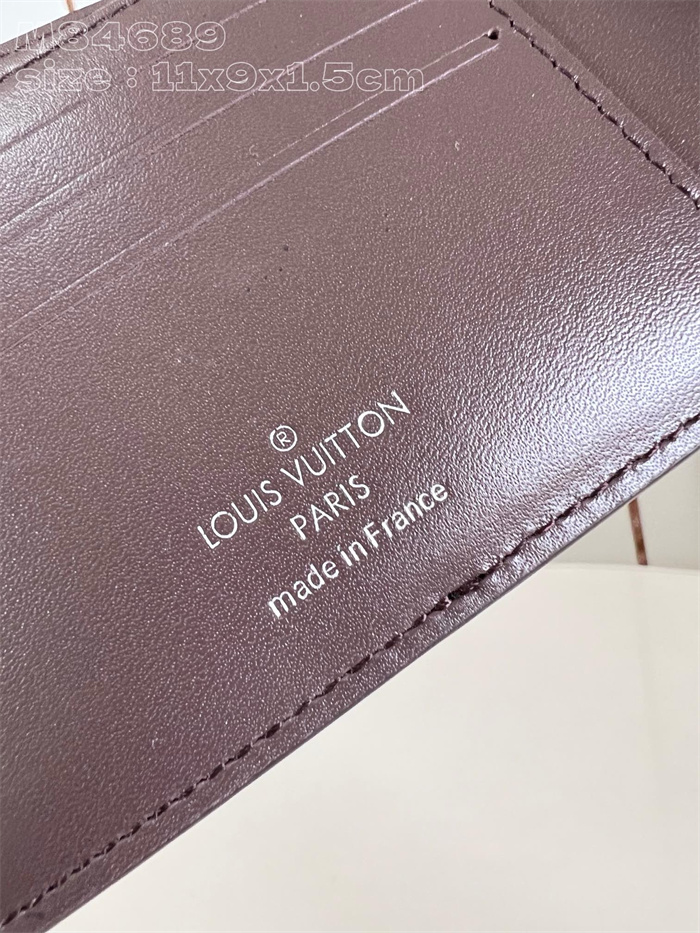 M84689
size : 11x9x1.5cm
®
LOUIS VUITTON
PARIS
made in France